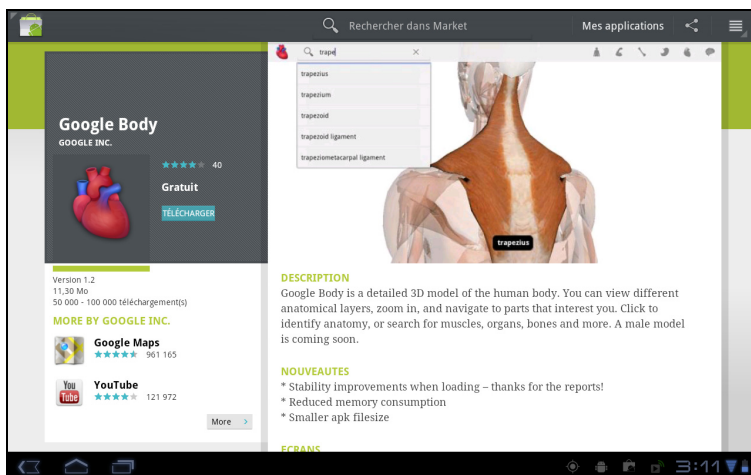 Rechercher dans Market
Mes applications
Google Body
GOOGLE INC.
40
Gratuit
TÉLÉCHARGER
Version 1.2
11,30 Mo
50 000 - 100 000 téléchargement(s)
MORE BY GOOGLE INC.
Google Maps
961 165
You Tube
YouTube
121 972
More
trape
trapezius
trapezium
trapezoid
trapezoid ligament
trapeziometacarpal ligament
trapezius
DESCRIPTION
Google Body is a detailed 3D model of the human body. You can view different
anatomical layers, zoom in, and navigate to parts that interest you. Click to
identify anatomy, or search for muscles, organs, bones and more. A male model
is coming soon.
NOUVEAUTES
* Stability improvements when loading – thanks for the reports!
* Reduced memory consumption
* Smaller apk filesize
ECRANS
3:11